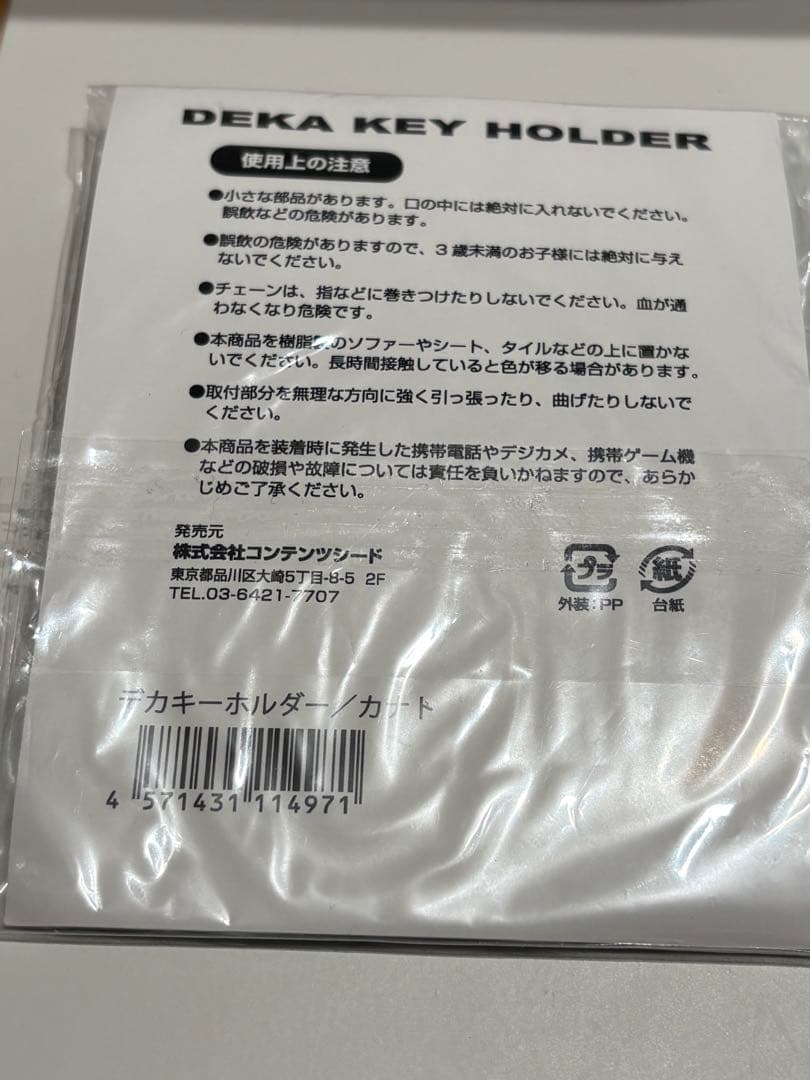 DEKA KEY HOLDER
使用上の注意
●小さな部品があります。口の中には絶対に入れないでください。
誤飲などの危険があります。
●誤飲の危険がありますので、3歳未満のお子様には絶対に与え
ないでください。
●チェーンは、指などに巻きつけたりしないでください。血が通
わなくなり危険です。
●本商品を樹脂製のソファーやシート、タイルなどの上に置かな
いでください。長時間接触していると色が移る場合があります。
●取付部分を無理な方向に強く引っ張ったり、曲げたりしないで
ください。
●本商品を装着時に発生した携帯電話やデジカメ、携帯ゲーム機
などの破損や故障については責任を負いかねますので、あらか
じめご了承ください。
発売元
株式会社コンテンツシード
東京都品川区大崎5丁目-8-5 2F
TEL.03-6421-7707
プラ 紙
外装:PP 台紙
デカキーホルダー/カナト
4 571431 114971